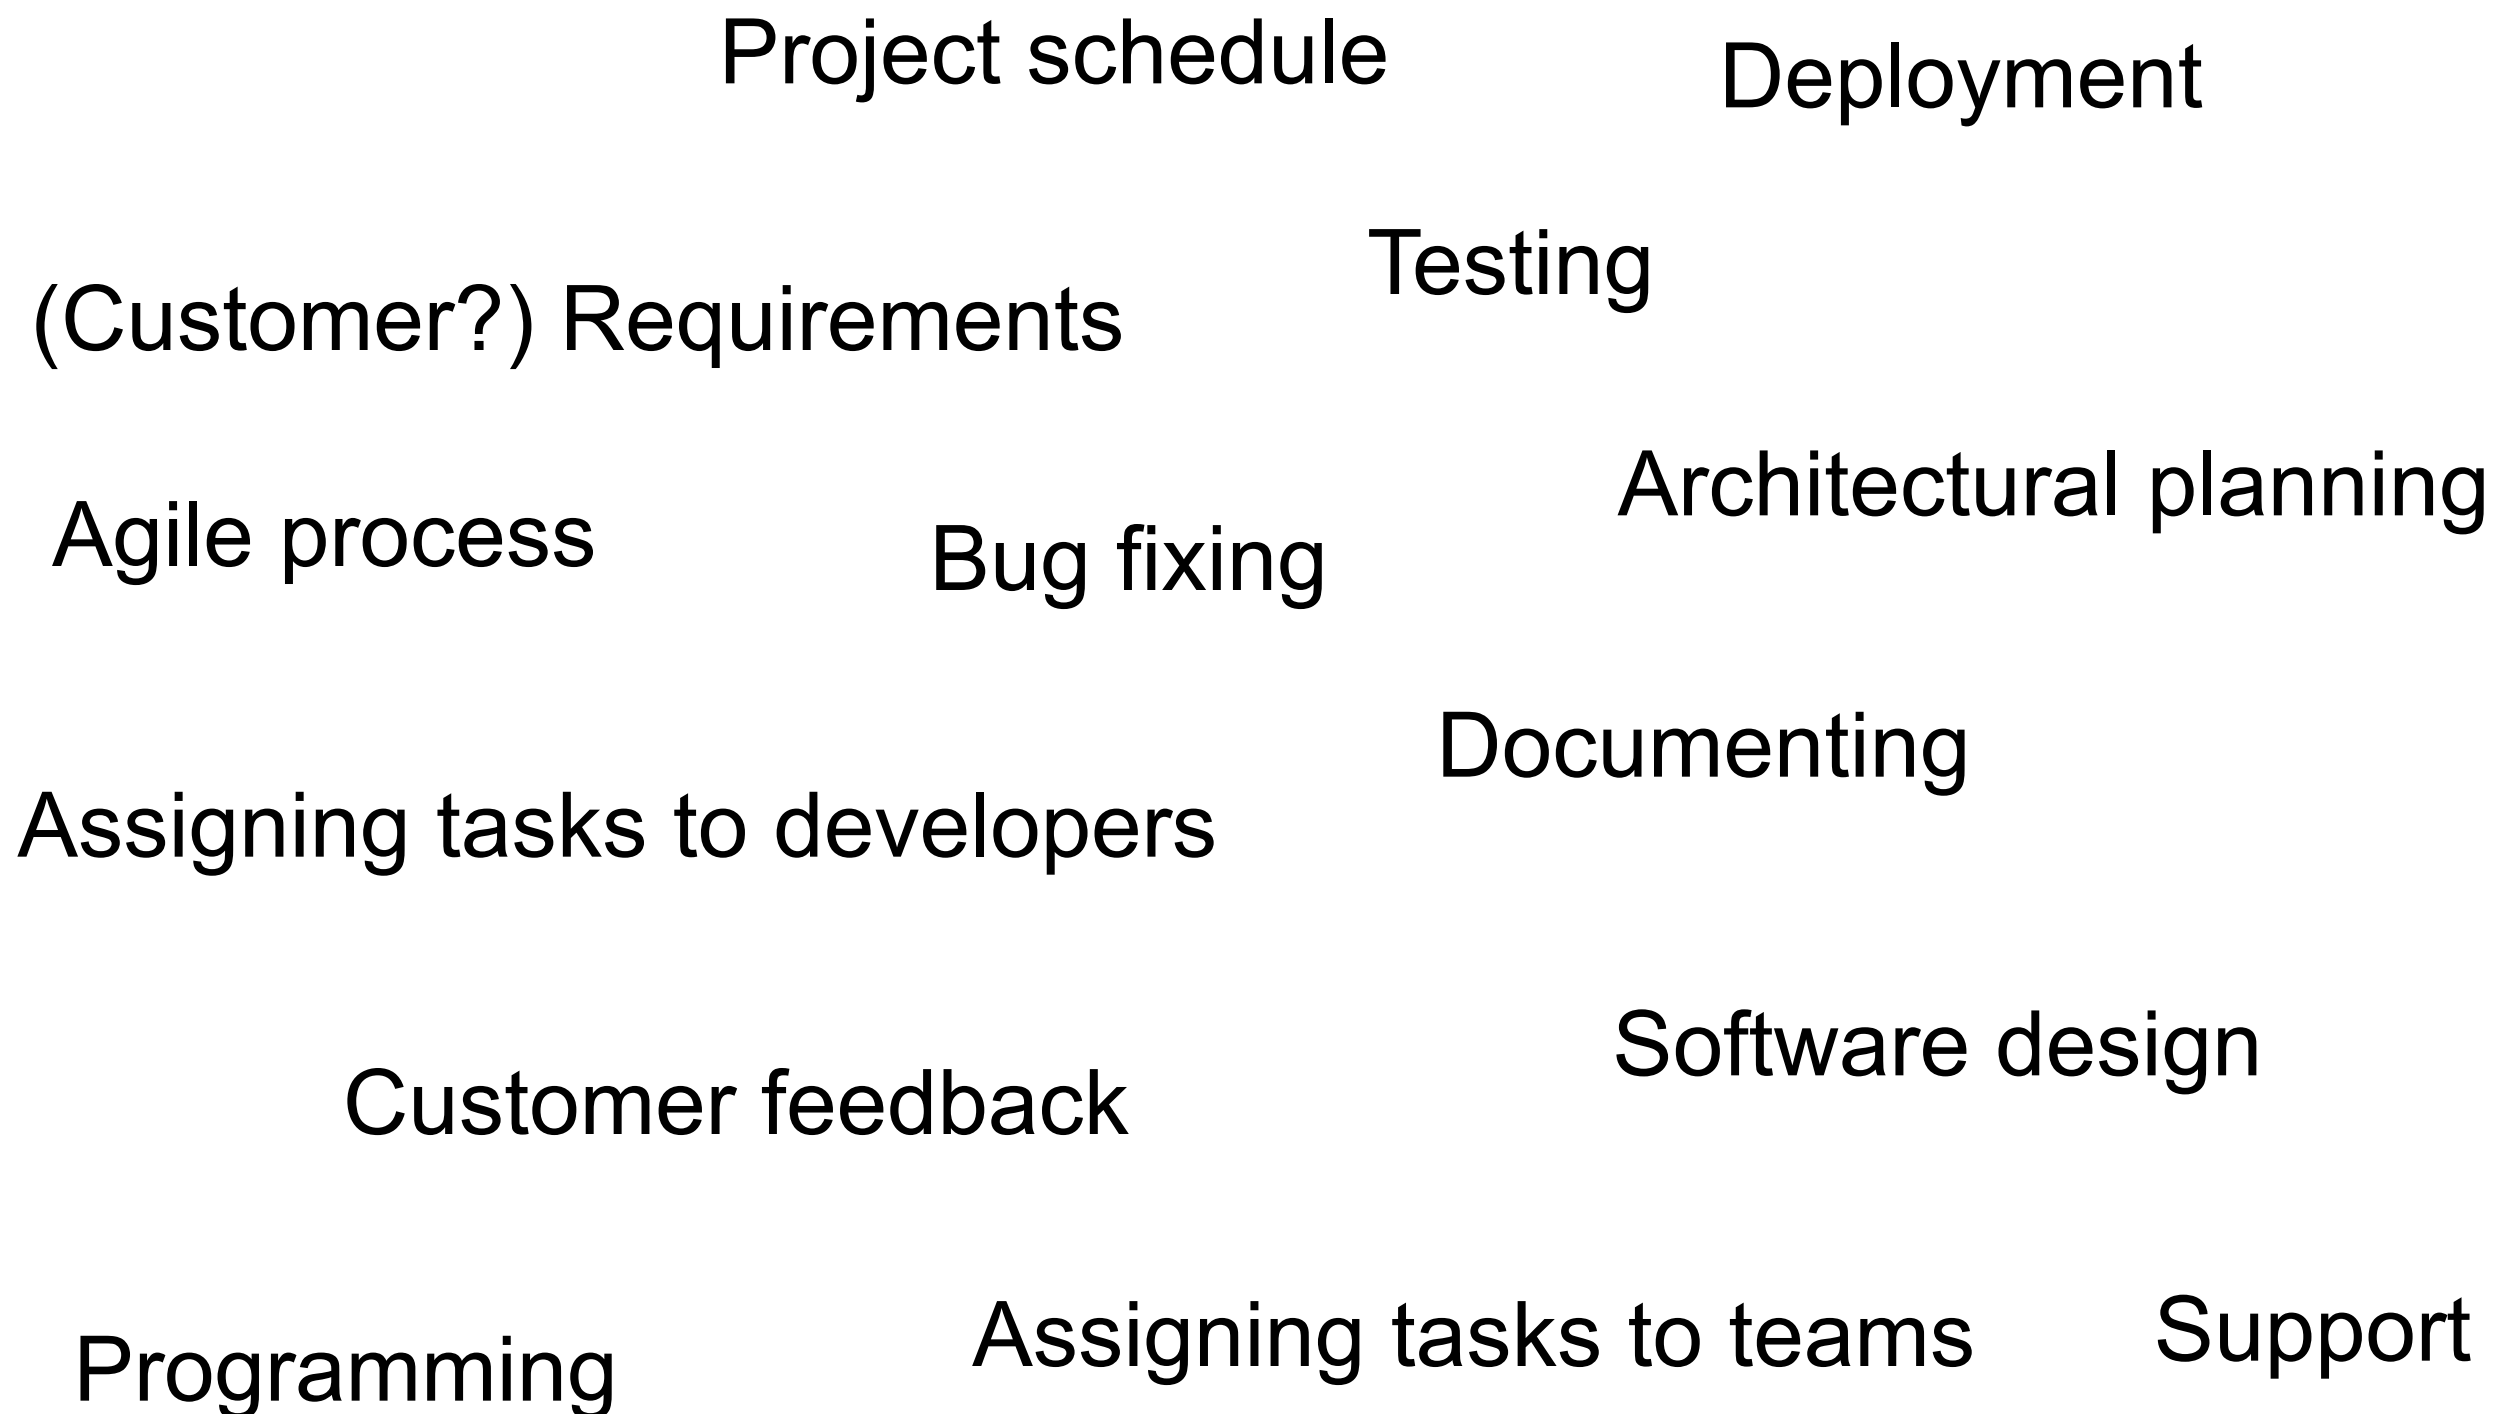 Project schedule
Deployment
Testing
(Customer?) Requirements
Architectural planning
Agile process
Bug fixing
Documenting
Assigning tasks to developers
Software design
Customer feedback
Assigning tasks to teams
Support
Programming